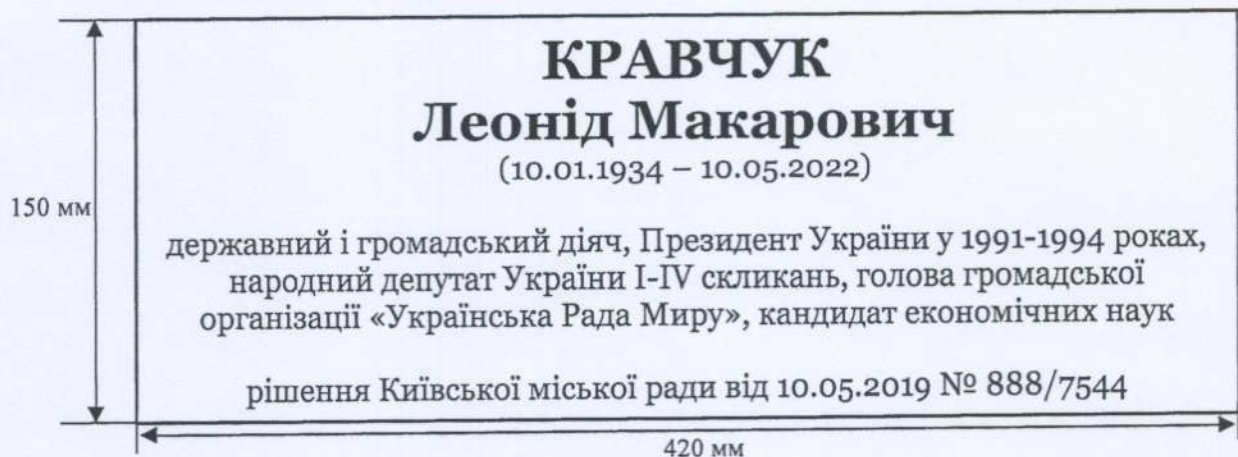 КРАВЧУК
Леонід Макарович
(10.01.1934 – 10.05.2022)
150 мм
державний і громадський діяч, Президент України у 1991-1994 роках,
народний депутат України І-IV скликань, голова громадської
організації «Українська Рада Миру», кандидат економічних наук
рішення Київської міської ради від 10.05.2019 № 888/7544
420 мм